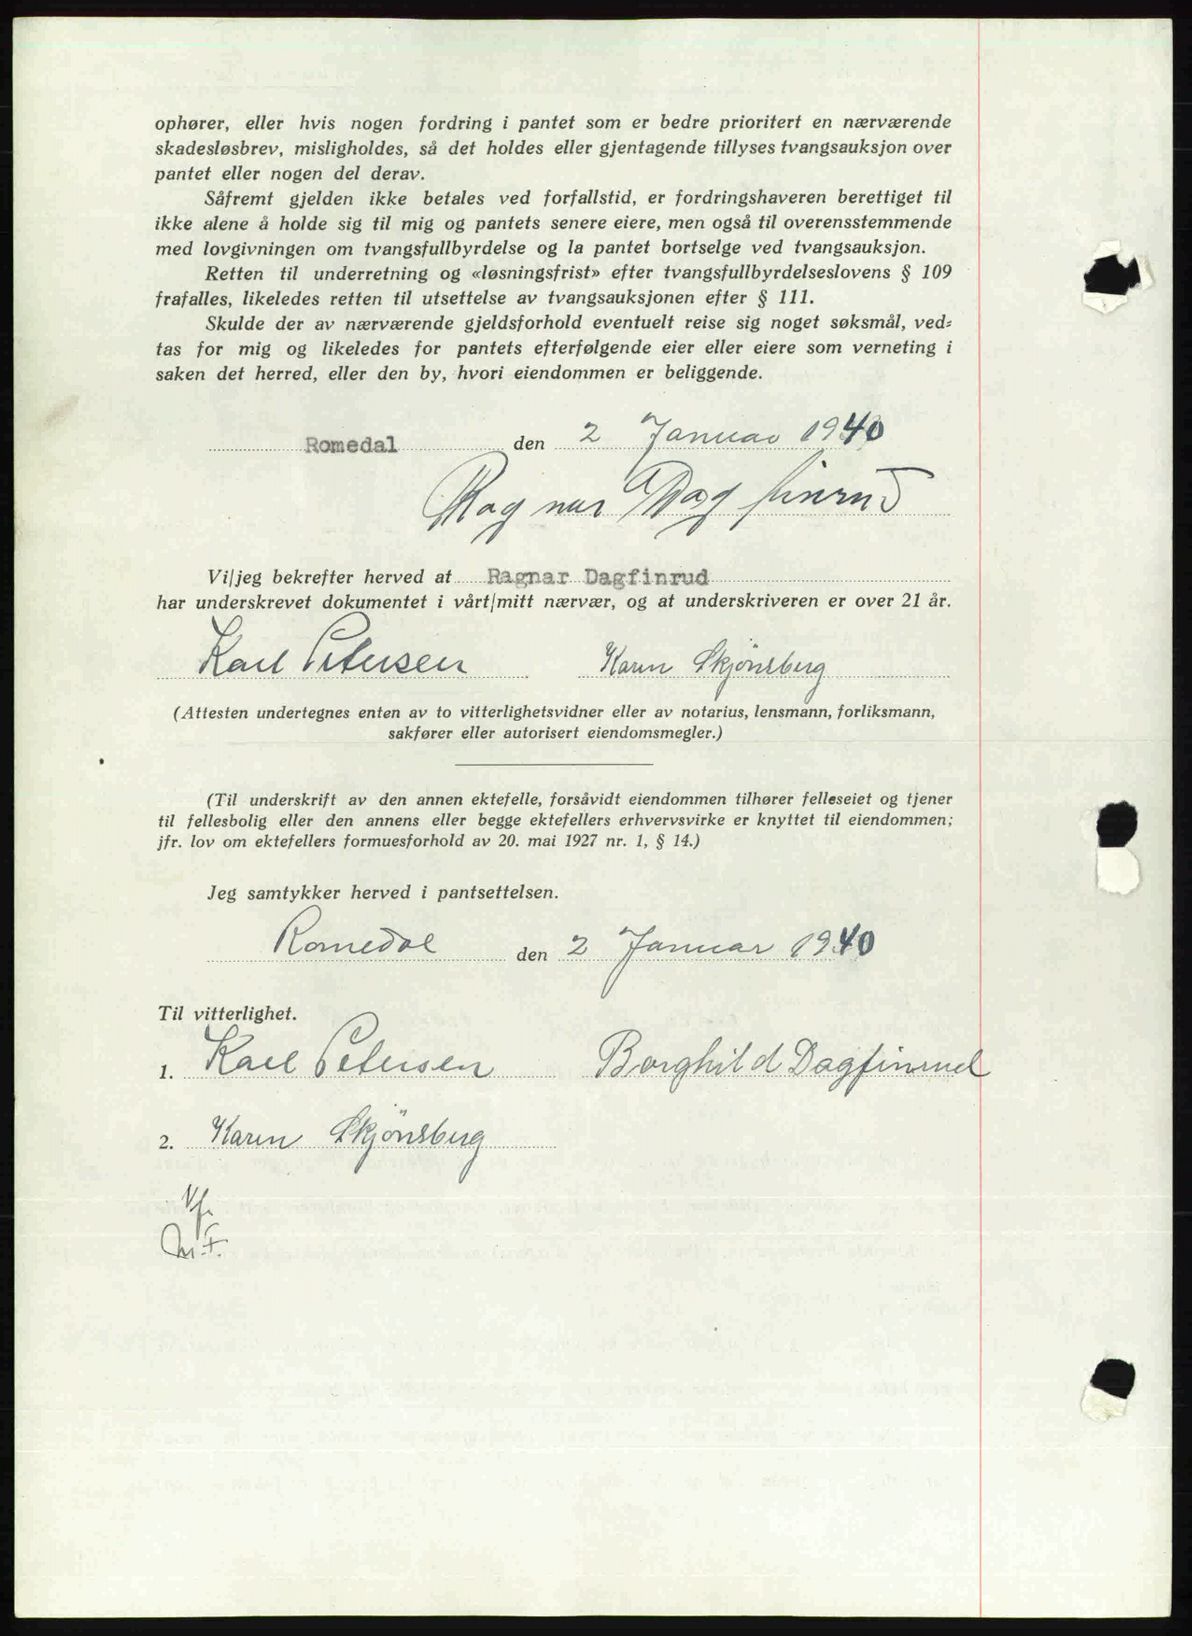 ophører, eller hvis nogen fordring i pantet som er bedre prioritert en nærværende
skadesløsbrev, misligholdes, så det holdes eller gjentagende tillyses tvangsauksjon over
pantet eller nogen del derav.
Såfremt gjelden ikke betales ved forfallstid, er fordringshaveren berettiget til
ikke alene å holde sig til mig og pantets senere eiere, men også til overensstemmende
med lovgivningen om tvangsfullbyrdelse og la pantet bortselge ved tvangsauksjon.
Retten til underretning og «løsningsfrist» efter tvangsfullbyrdelseslovens § 109
frafalles, likeledes retten til utsettelse av tvangsauksjonen efter § 111.
Skulde der av nærværende gjeldsforhold eventuelt reise sig noget søksmål, ved-
tas for mig og likeledes for pantets efterfølgende eier eller eiere som verneting i
saken det herred, eller den by, hvori eiendommen er beliggende.
Romedal den 2 Januar 1940
Ragnar Dagfinrud
Vi/jeg bekrefter herved at Ragnar Dagfinrud
har underskrevet dokumentet i vårt/mitt nærvær, og at underskriveren er over 21 år.
Karl Petersen Karen Skjönsberg
(Attesten undertegnes enten av to vitterlighetsvidner eller av notarius, lensmann, forliksmann,
sakfører eller autorisert eiendomsmegler.)
(Til underskrift av den annen ektefelle, forsåvidt eiendommen tilhører felleseiet og tjener
til fellesbolig eller den annens eller begge ektefellers erhvervsvirke er knyttet til eiendommen;
jfr. lov om ektefellers formuesforhold av 20. mai 1927 nr. 1, § 14.)
Jeg samtykker herved i pantsettelsen.
Romedal den 2 Januar 1940
Til vitterlighet.
1. Karl Petersen Borghild Dagfinrud
2. Karen Skjönsberg